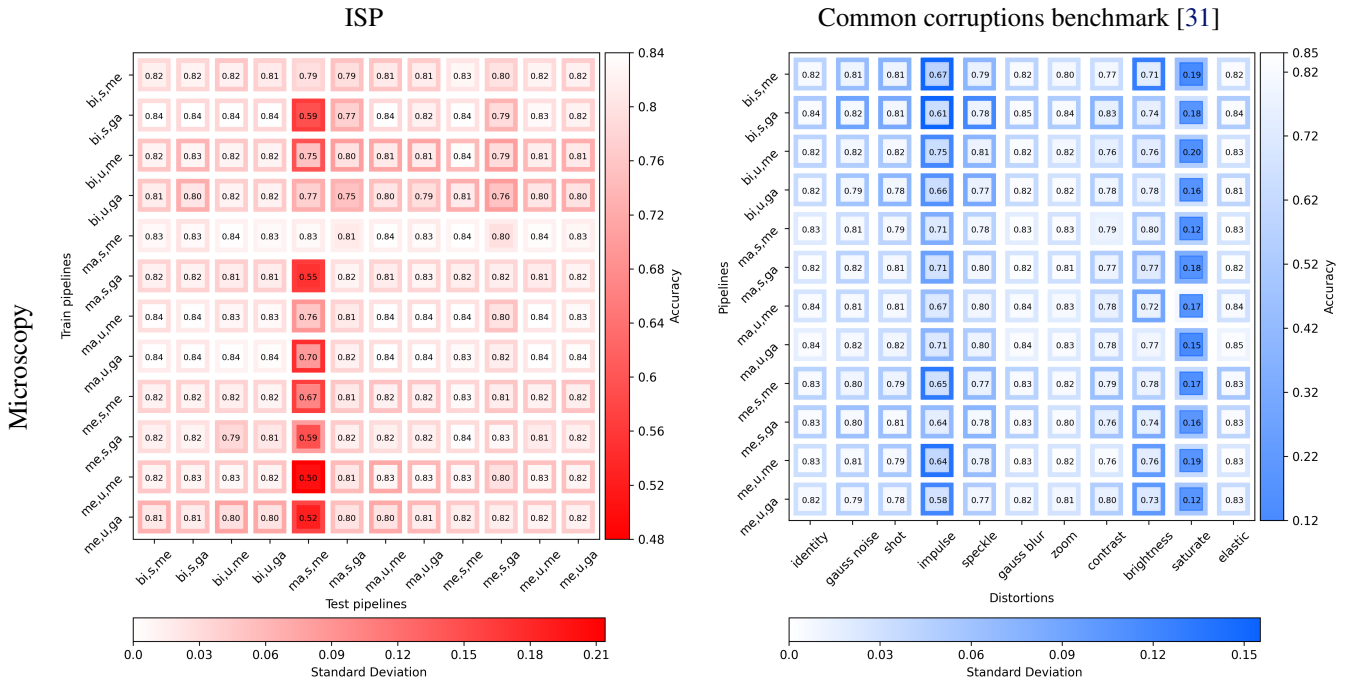 ISP
Common corruptions benchmark [31]
Microscopy
Train pipelines
bi,s,me 0.82 0.82 0.82 0.81 0.79 0.79 0.81 0.81 0.83 0.80 0.82 0.82
bi,s,ga 0.84 0.84 0.84 0.84 0.59 0.77 0.84 0.82 0.84 0.79 0.83 0.82
bi,u,me 0.82 0.83 0.82 0.82 0.75 0.80 0.81 0.81 0.84 0.79 0.81 0.81
bi,u,ga 0.81 0.80 0.82 0.82 0.77 0.75 0.80 0.79 0.81 0.76 0.80 0.80
ma,s,me 0.83 0.83 0.84 0.83 0.83 0.81 0.84 0.83 0.84 0.80 0.84 0.83
ma,s,ga 0.82 0.82 0.81 0.81 0.55 0.82 0.81 0.83 0.82 0.82 0.81 0.82
ma,u,me 0.84 0.84 0.83 0.83 0.76 0.81 0.84 0.84 0.84 0.80 0.83 0.84
ma,u,ga 0.84 0.84 0.84 0.84 0.70 0.82 0.84 0.84 0.83 0.82 0.84 0.84
me,s,me 0.82 0.82 0.82 0.82 0.67 0.81 0.82 0.82 0.83 0.81 0.82 0.82
me,s,ga 0.82 0.82 0.79 0.81 0.59 0.82 0.82 0.82 0.84 0.83 0.81 0.82
me,u,me 0.82 0.83 0.83 0.82 0.50 0.81 0.83 0.83 0.83 0.80 0.83 0.82
me,u,ga 0.81 0.81 0.80 0.80 0.52 0.80 0.80 0.81 0.82 0.82 0.82 0.82
bi,s,me bi,s,ga bi,u,me bi,u,ga ma,s,me ma,s,ga ma,u,me ma,u,ga me,s,me me,s,ga me,u,me me,u,ga
Test pipelines
0.84
0.8
0.76
0.72
0.68
0.64
0.6
0.56
0.52
0.48
Accuracy
0.0 0.03 0.06 0.09 0.12 0.15 0.18 0.21
Standard Deviation
Pipelines
bi,s,me 0.82 0.81 0.81 0.67 0.79 0.82 0.80 0.77 0.71 0.19 0.82
bi,s,ga 0.84 0.82 0.81 0.61 0.78 0.85 0.84 0.83 0.74 0.18 0.84
bi,u,me 0.82 0.82 0.82 0.75 0.81 0.82 0.82 0.76 0.76 0.20 0.83
bi,u,ga 0.82 0.79 0.78 0.66 0.77 0.82 0.82 0.78 0.78 0.16 0.81
ma,s,me 0.83 0.81 0.81 0.71 0.78 0.83 0.83 0.79 0.80 0.12 0.83
ma,s,ga 0.82 0.82 0.81 0.71 0.80 0.82 0.81 0.77 0.77 0.18 0.82
ma,u,me 0.84 0.81 0.81 0.67 0.80 0.84 0.83 0.78 0.72 0.17 0.84
ma,u,ga 0.84 0.82 0.82 0.71 0.80 0.84 0.83 0.78 0.77 0.15 0.85
me,s,me 0.83 0.80 0.79 0.65 0.77 0.83 0.82 0.79 0.78 0.17 0.83
me,s,ga 0.83 0.80 0.81 0.64 0.78 0.82 0.80 0.76 0.74 0.16 0.82
me,u,me 0.83 0.81 0.79 0.64 0.78 0.83 0.82 0.76 0.76 0.19 0.83
me,u,ga 0.82 0.79 0.78 0.58 0.77 0.82 0.81 0.80 0.73 0.12 0.83
identity gauss noise shot impulse speckle gauss blur zoom contrast brightness saturate elastic
Distortions
0.85
0.82
0.72
0.62
0.52
0.42
0.32
0.22
0.12
Accuracy
0.0 0.03 0.06 0.09 0.12 0.15
Standard Deviation